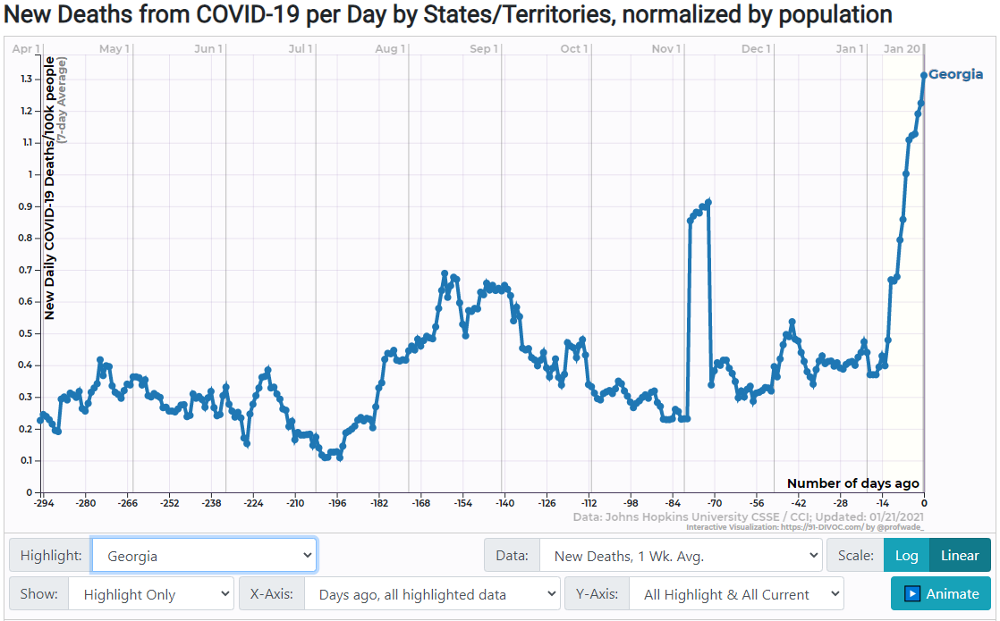 New Deaths from COVID-19 per Day by States/Territories, normalized by population
Apr 1 May 1 Jun 1 Jul 1 Aug 1 Sep 1 Oct 1 Nov 1 Dec 1 Jan 1 Jan 20
New Daily COVID-19 Deaths/100k people
(7-day Average)
Georgia
1.3
1.2
1.1
1
0.9
0.8
0.7
0.6
0.5
0.4
0.3
0.2
0.1
0
Number of days ago
-294 -280 -266 -252 -238 -224 -210 -196 -182 -168 -154 -140 -126 -112 -98 -84 -70 -56 -42 -28 -14 0
Data: Johns Hopkins University CSSE / CCI; Updated: 01/21/2021
Interactive Visualization: https://91-DIVOC.com/ by @profwade_
Highlight: Georgia Data: New Deaths, 1 Wk. Avg. Scale: Log Linear
Show: Highlight Only X-Axis: Days ago, all highlighted data Y-Axis: All Highlight & All Current Animate